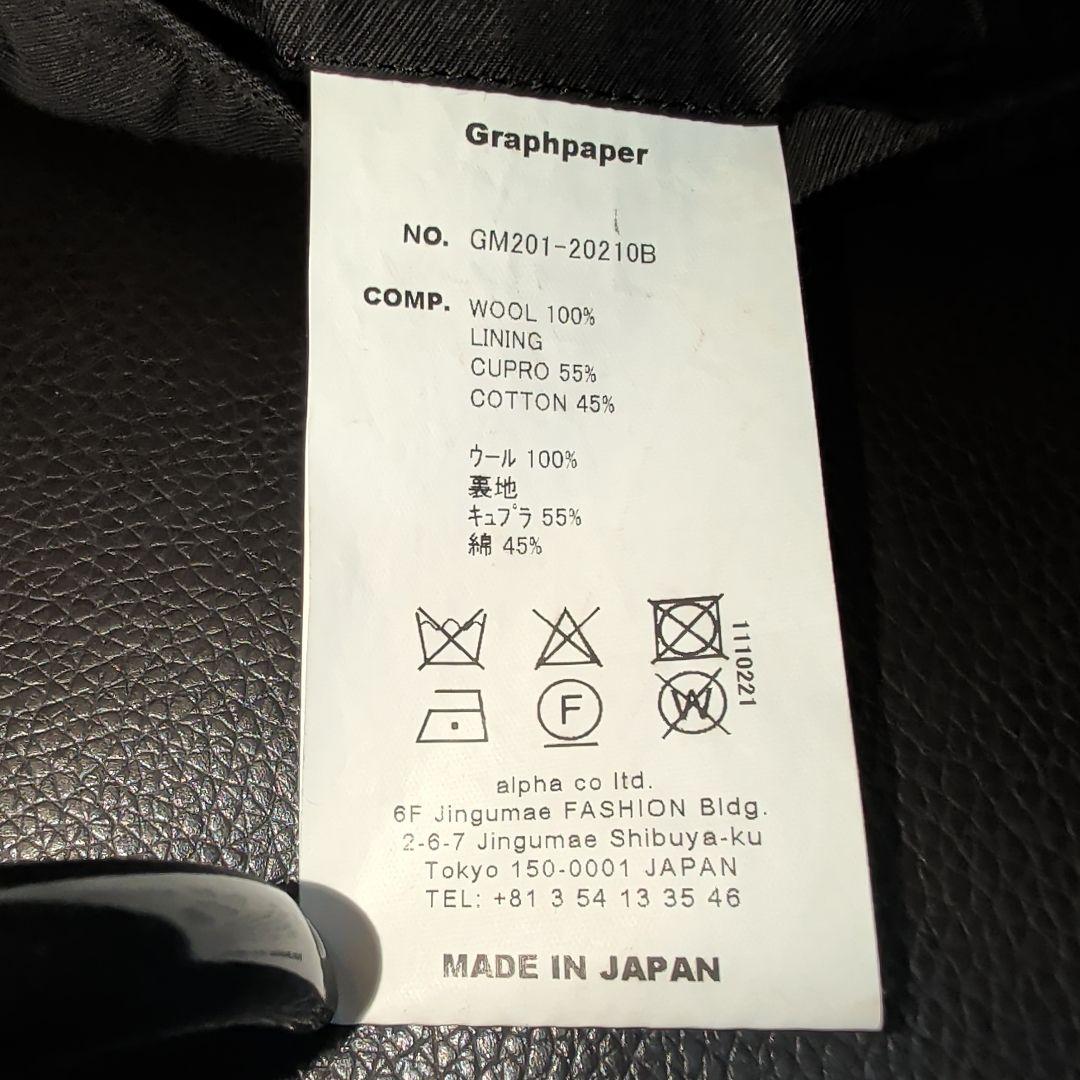 Graphpaper
NO. GM201-20210B
COMP. WOOL 100%
LINING
CUPRO 55%
COTTON 45%
ウール 100%
裏地
キュプラ 55%
綿 45%
1110221
F
W
alpha co ltd.
6F Jingumae FASHION Bldg.
2-6-7 Jingumae Shibuya-ku
Tokyo 150-0001 JAPAN
TEL: +81 3 54 13 35 46
MADE IN JAPAN